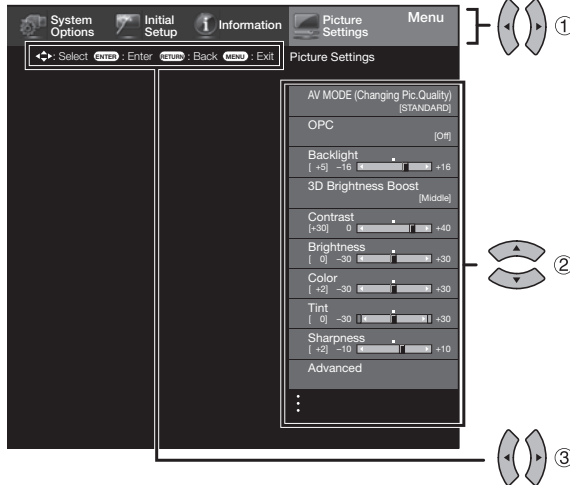 System Options
Initial Setup
Information
Picture Settings
Menu
①
: Select ENTER : Enter RETURN : Back MENU : Exit
Picture Settings
AV MODE (Changing Pic.Quality)
[STANDARD]
OPC
[Off]
Backlight
[ +5] −16 +16
3D Brightness Boost
[Middle]
Contrast
[+30] 0 +40
Brightness
[ 0] −30 +30
②
Color
[ +2] −30 +30
Tint
[ 0] −30 +30
Sharpness
[ +2] −10 +10
Advanced
③